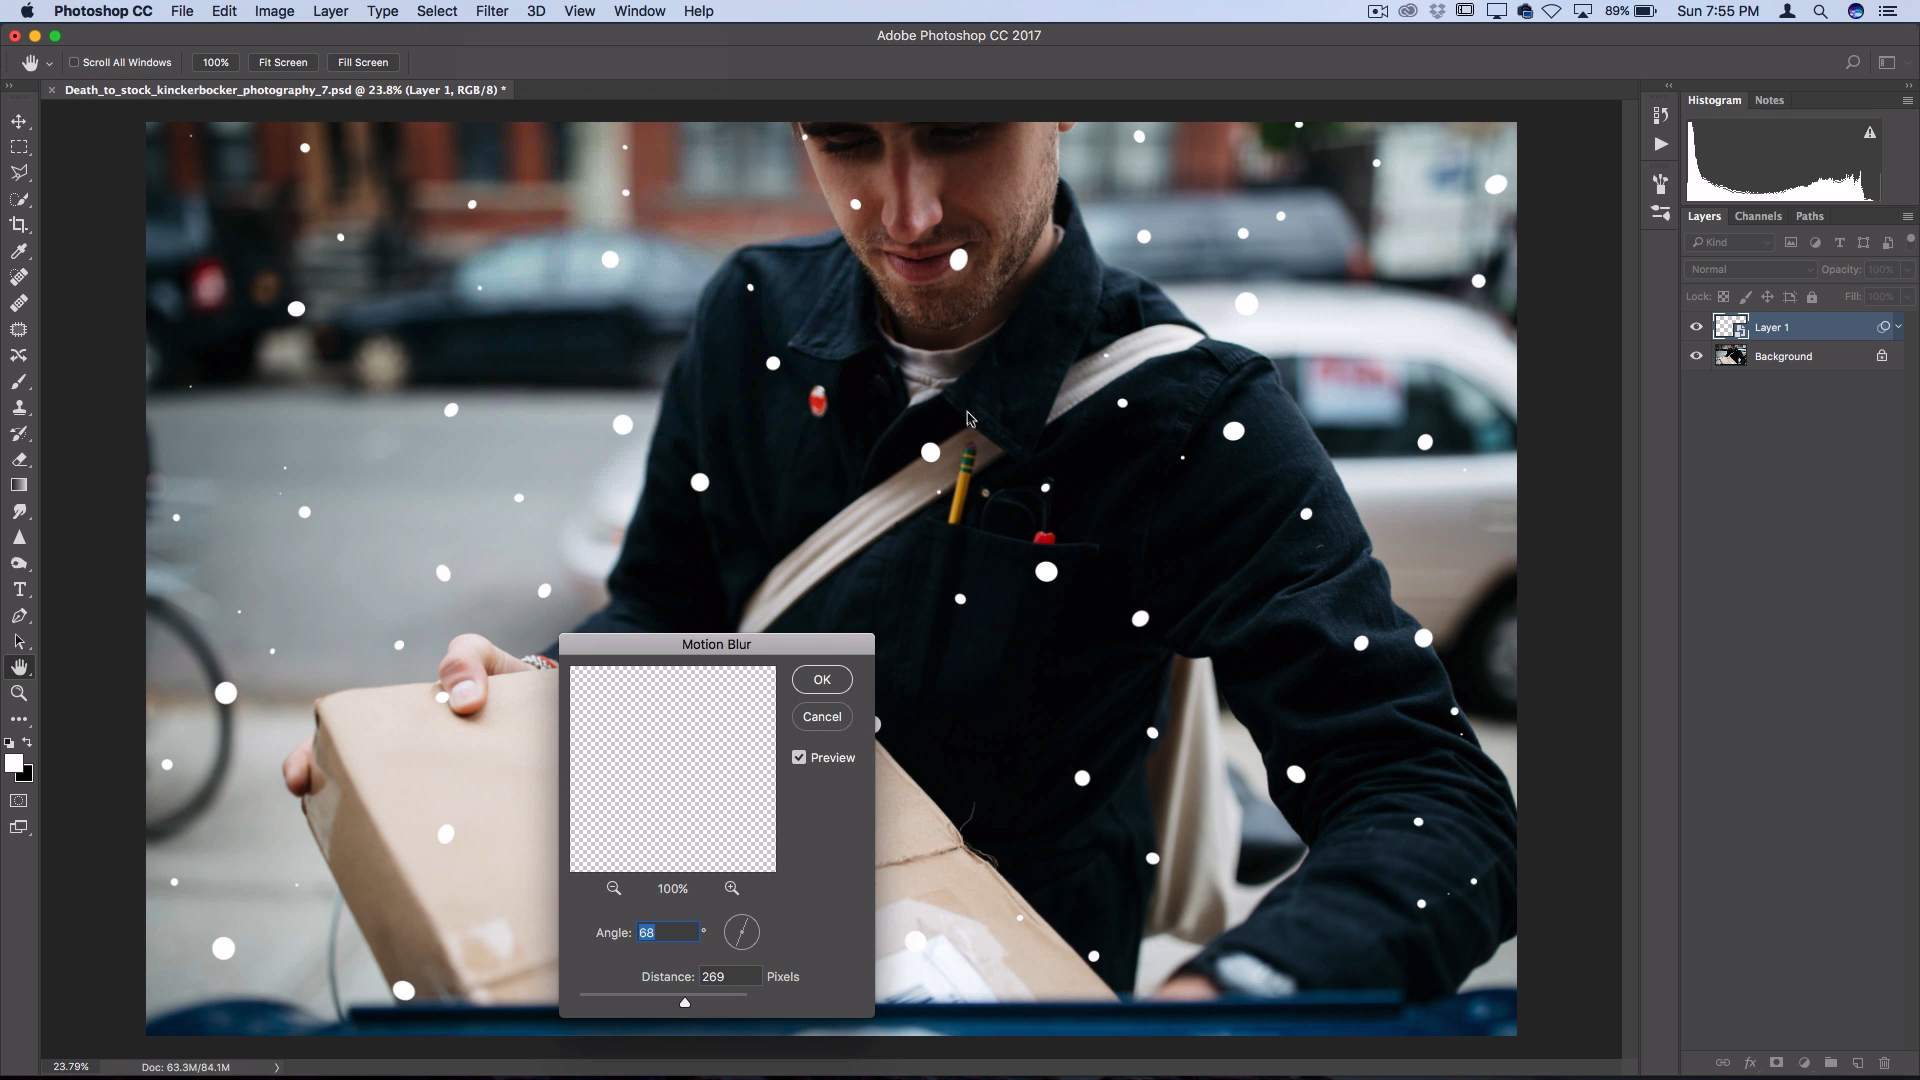 Photoshop CC File Edit Image Layer Type Select Filter 3D View Window Help 89% Sun 7:55 PM
Adobe Photoshop CC 2017
Scroll All Windows 100% Fit Screen Fill Screen
Death_to_stock_kinckerbocker_photography_7.psd @ 23.8% (Layer 1, RGB/8) *
Histogram Notes
Layers Channels Paths
Kind
Normal Opacity: 100%
Lock: Fill: 100%
Layer 1
Background
Motion Blur
OK
Cancel
Preview
100%
Angle: 68 °
Distance: 269 Pixels
23.79% Doc: 63.3M/84.1M